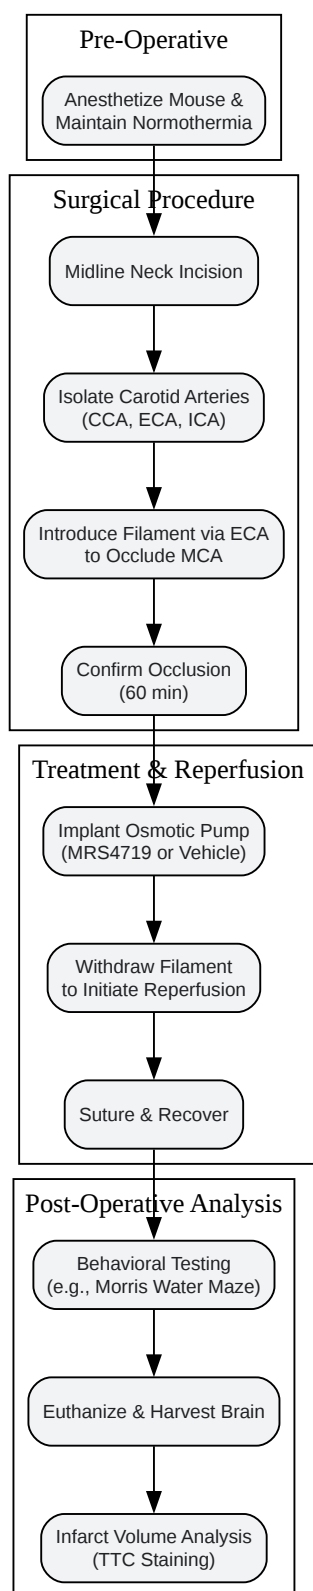 Pre-Operative
Anesthetize Mouse &
Maintain Normothermia
Surgical Procedure
Midline Neck Incision
Isolate Carotid Arteries
(CCA, ECA, ICA)
Introduce Filament via ECA
to Occlude MCA
Confirm Occlusion
(60 min)
Treatment & Reperfusion
Implant Osmotic Pump
(MRS4719 or Vehicle)
Withdraw Filament
to Initiate Reperfusion
Suture & Recover
Post-Operative Analysis
Behavioral Testing
(e.g., Morris Water Maze)
Euthanize & Harvest Brain
Infarct Volume Analysis
(TTC Staining)